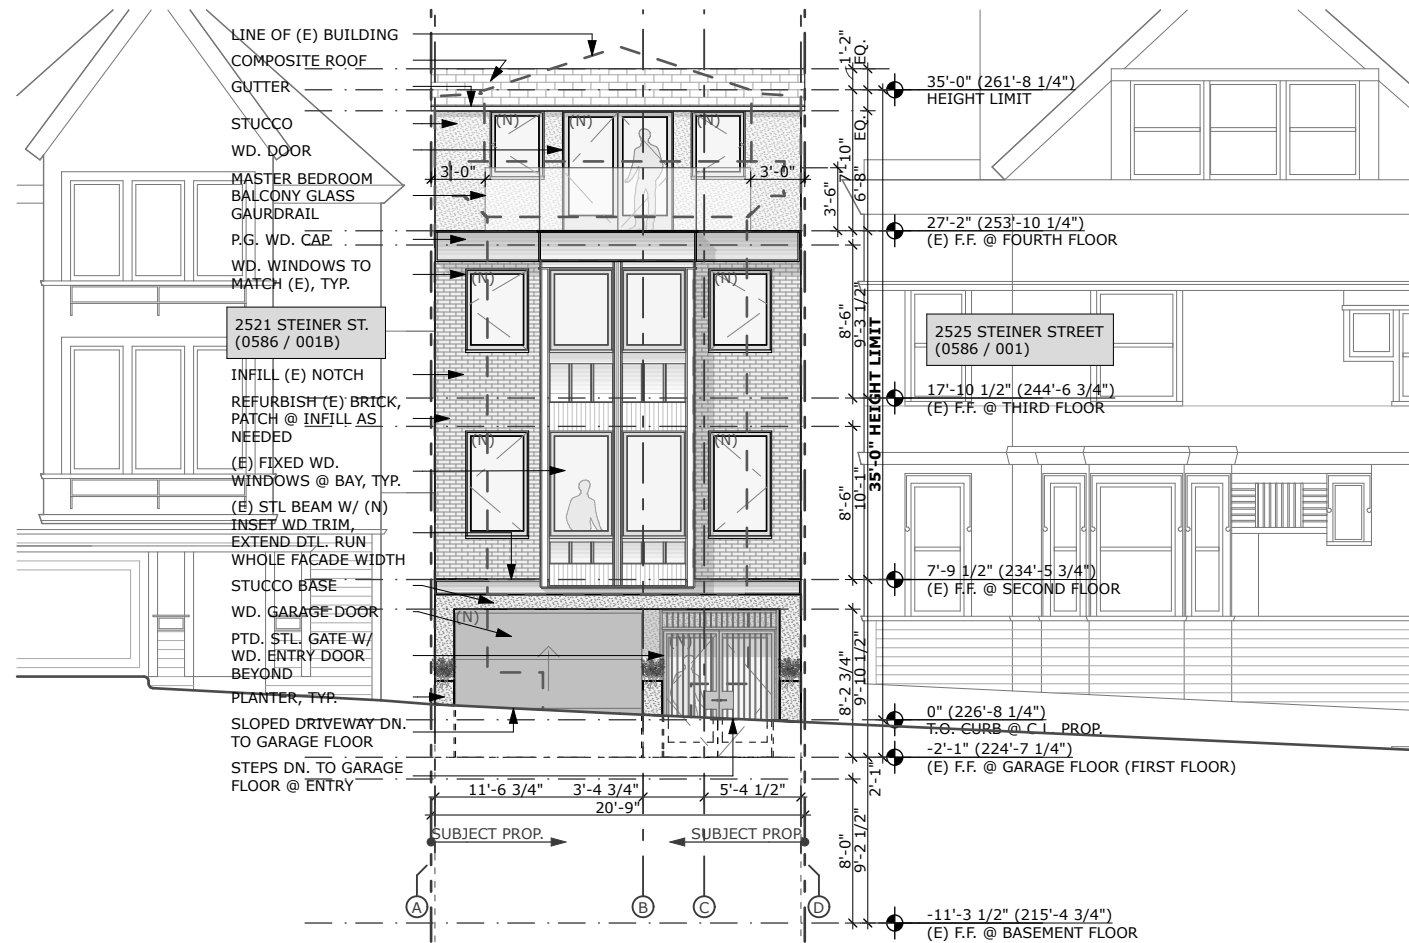 LINE OF (E) BUILDING
COMPOSITE ROOF
GUTTER
STUCCO
WD. DOOR
MASTER BEDROOM
BALCONY GLASS
GAURDRAIL
P.G. WD. CAP
WD. WINDOWS TO
MATCH (E), TYP.
2521 STEINER ST.
(0586 / 001B)
INFILL (E) NOTCH
REFURBISH (E) BRICK,
PATCH @ INFILL AS
NEEDED
(E) FIXED WD.
WINDOWS @ BAY, TYP.
(E) STL BEAM W/ (N)
INSET WD TRIM,
EXTEND DTL. RUN
WHOLE FACADE WIDTH
STUCCO BASE
WD. GARAGE DOOR
PTD. STL. GATE W/
WD. ENTRY DOOR
BEYOND
PLANTER, TYP.
SLOPED DRIVEWAY DN.
TO GARAGE FLOOR
STEPS DN. TO GARAGE
FLOOR @ ENTRY
(N)
(N)
(N)
3'-0"
3'-0"
(N)
(N)
(N)
(N)
(N)
(N)
11'-6 3/4"
3'-4 3/4"
5'-4 1/2"
20'-9"
SUBJECT PROP.
SUBJECT PROP.
A
B
C
D
1'-2"
EQ.
EQ.
7'-10"
6'-8"
3'-6"
8'-6"
9'-3 1/2"
35'-0" HEIGHT LIMIT
8'-6"
10'-1"
8'-2 3/4"
9'-10 1/2"
2'-1"
8'-0"
9'-2 1/2"
35'-0" (261'-8 1/4")
HEIGHT LIMIT
27'-2" (253'-10 1/4")
(E) F.F. @ FOURTH FLOOR
2525 STEINER STREET
(0586 / 001)
17'-10 1/2" (244'-6 3/4")
(E) F.F. @ THIRD FLOOR
7'-9 1/2" (234'-5 3/4")
(E) F.F. @ SECOND FLOOR
0" (226'-8 1/4")
T.O. CURB @ C.L. PROP.
-2'-1" (224'-7 1/4")
(E) F.F. @ GARAGE FLOOR (FIRST FLOOR)
-11'-3 1/2" (215'-4 3/4")
(E) F.F. @ BASEMENT FLOOR